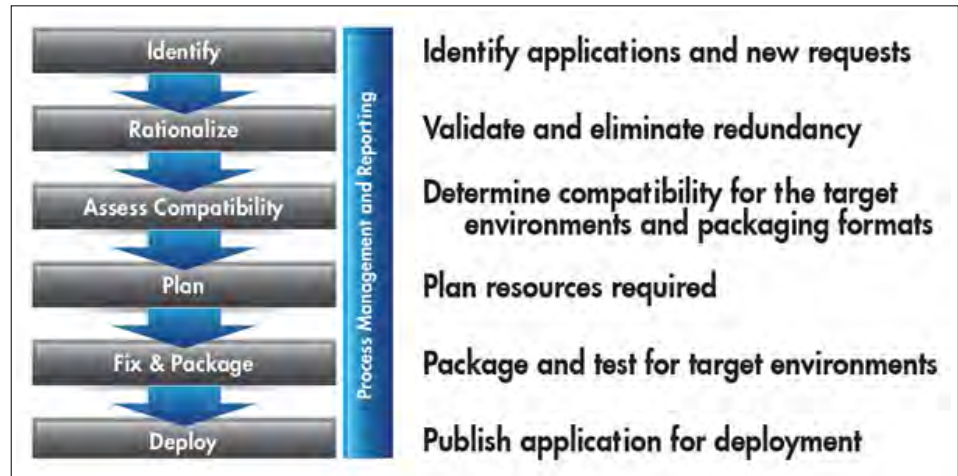 Identify
Identify applications and new requests
Rationalize
Validate and eliminate redundancy
Assess Compatibility
Determine compatibility for the target
environments and packaging formats
Plan
Plan resources required
Fix & Package
Package and test for target environments
Deploy
Publish application for deployment
Process Management and Reporting